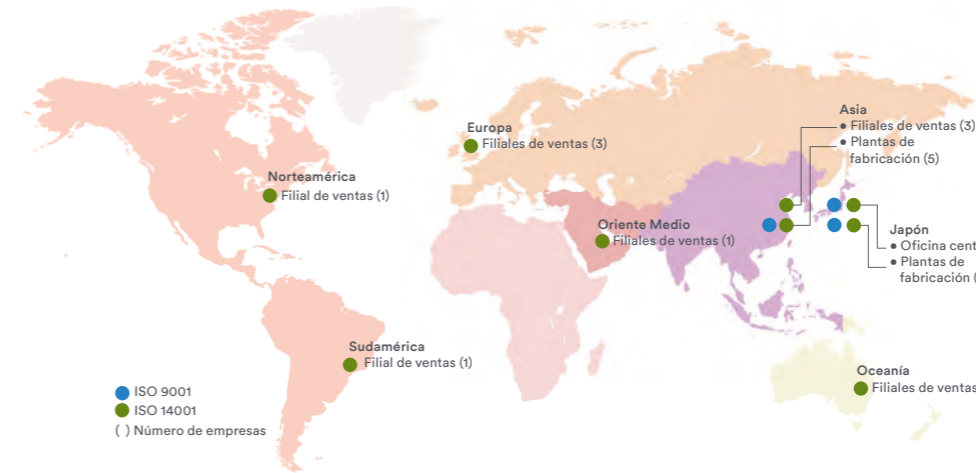 Asia
• Filiales de ventas (3)
• Plantas de
fabricación (5)
Europa
Filiales de ventas (3)
Norteamérica
Filial de ventas (1)
Oriente Medio
Filiales de ventas (1)
Japón
• Oficina
• Plantas de
fabricación (
Sudamérica
Filial de ventas (1)
Oceanía
Filiales de ventas
ISO 9001
ISO 14001
( ) Número de empresas